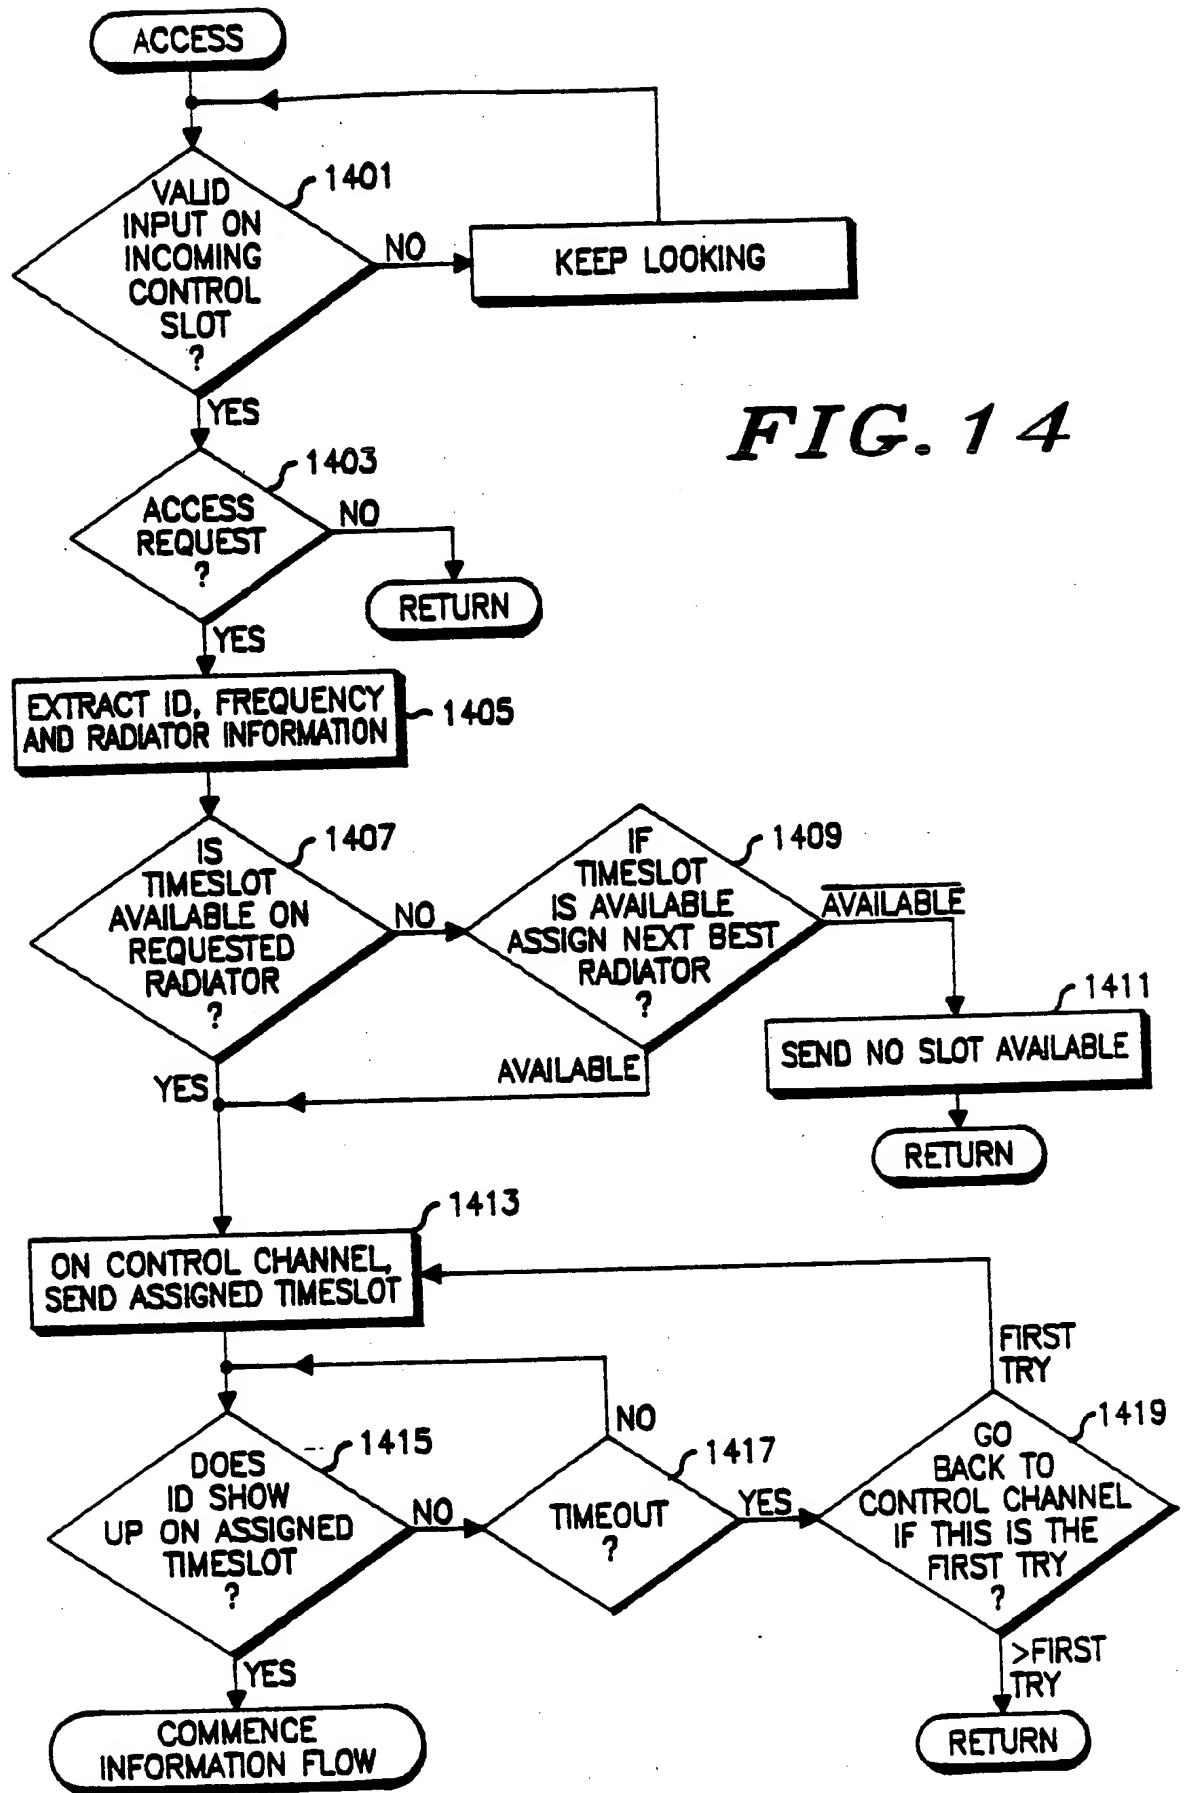 ACCESS
VALID
INPUT ON
INCOMING
CONTROL
SLOT
?
1401
NO
KEEP LOOKING
YES
FIG. 14
1403
ACCESS
REQUEST
?
NO
RETURN
YES
EXTRACT ID, FREQUENCY
AND RADIATOR INFORMATION
1405
IS
TIMESLOT
AVAILABLE ON
REQUESTED
RADIATOR
?
1407
NO
IF
TIMESLOT
IS AVAILABLE
ASSIGN NEXT BEST
RADIATOR
?
1409
AVAILABLE
1411
SEND NO SLOT AVAILABLE
RETURN
AVAILABLE
YES
1413
ON CONTROL CHANNEL,
SEND ASSIGNED TIMESLOT
FIRST
TRY
DOES
ID SHOW
UP ON ASSIGNED
TIMESLOT
?
1415
NO
NO
1417
TIMEOUT
?
YES
GO
BACK TO
CONTROL CHANNEL
IF THIS IS THE
FIRST TRY
?
1419
>FIRST
TRY
RETURN
YES
COMMENCE
INFORMATION FLOW